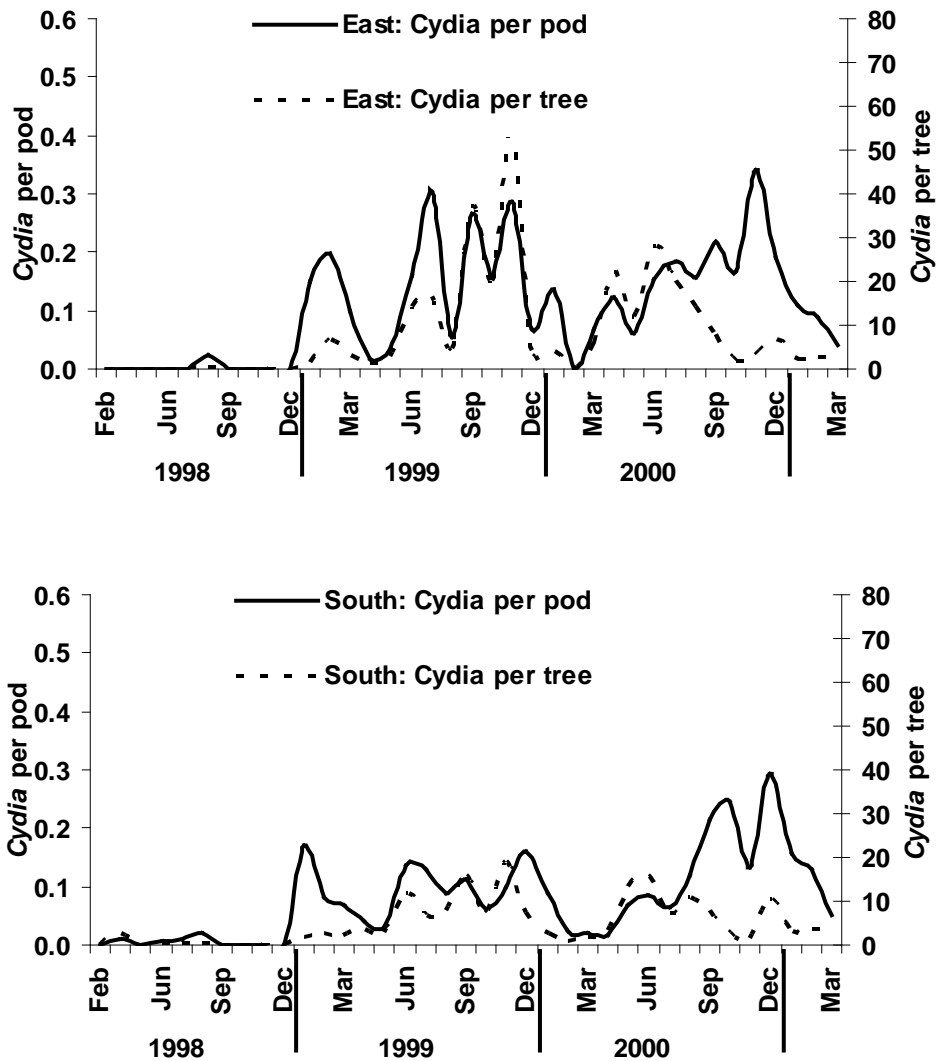 East: Cydia per pod
East: Cydia per tree
Cydia per pod
Cydia per tree
0.6
0.5
0.4
0.3
0.2
0.1
0.0
80
70
60
50
40
30
20
10
0
Feb Jun Sep Dec Mar Jun Sep Dec Mar Jun Sep Dec Mar
1998 1999 2000
South: Cydia per pod
South: Cydia per tree
Cydia per pod
Cydia per tree
0.6
0.5
0.4
0.3
0.2
0.1
0.0
80
70
60
50
40
30
20
10
0
Feb Jun Sep Dec Mar Jun Sep Dec Mar Jun Sep Dec Mar
1998 1999 2000